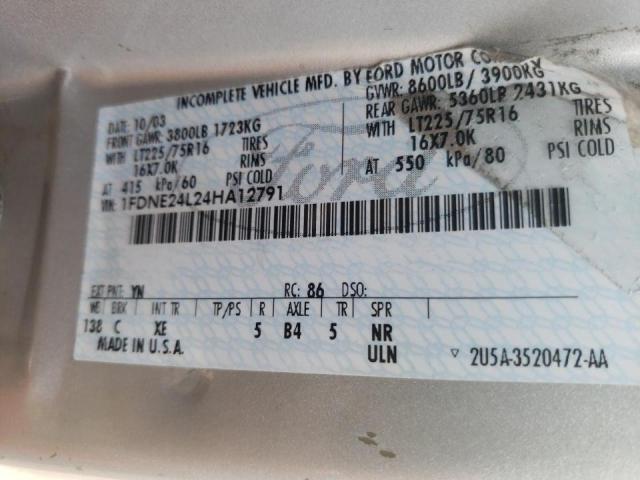 INCOMPLETE VEHICLE MFD. BY FORD MOTOR
DATE: 10/03 GVWR: 8600LB / 3900KG
FRONT GAWR: 3800LB 1723KG REAR GAWR: 5360LB 2431KG
WITH LT225/75R16 TIRES WITH LT225/75R16 TIRES
16X7.0K RIMS 16X7.0K RIMS
AT 415 kPa/60 PSI COLD AT 550 kPa/80 PSI COLD
VIN: 1FDNE24L24HA12791
Ford
EXT PNT: YN RC: 86 DSO:
WB BRK INT TR TP/PS R AXLE TR SPR
138 C XE 5 B4 5 NR
MADE IN U.S.A. ULN ▽ 2U5A-3520472-AA